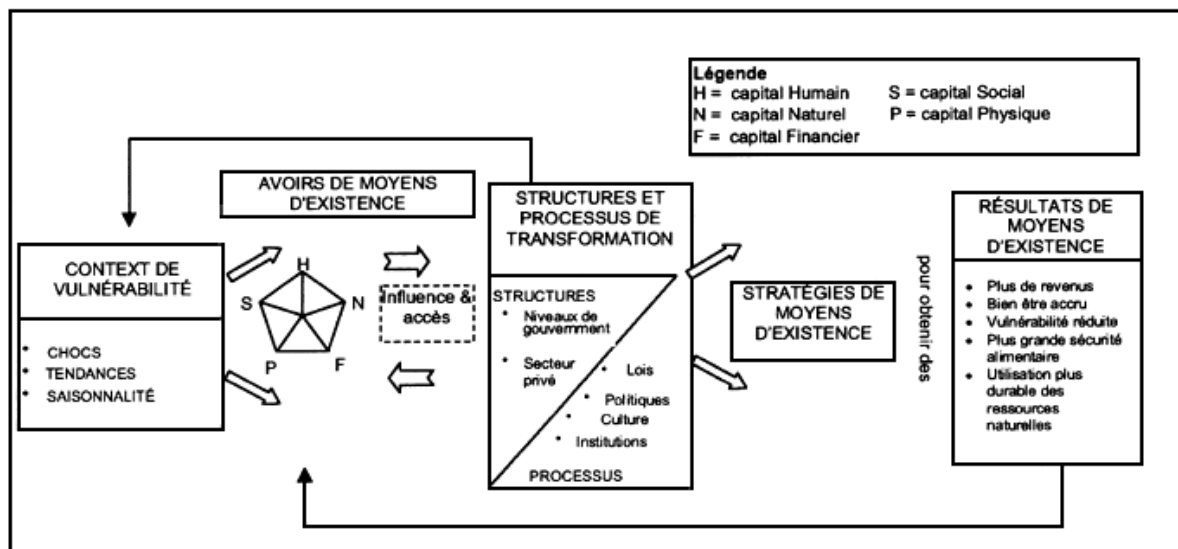 Légende
H = capital Humain S = capital Social
N = capital Naturel P = capital Physique
F = capital Financier
AVOIRS DE MOYENS
D'EXISTENCE
CONTEXT DE
VULNÉRABILITÉ
• CHOCS
• TENDANCES
• SAISONNALITÉ
H
S
N
P
F
Influence &
accès
STRUCTURES ET
PROCESSUS DE
TRANSFORMATION
STRUCTURES
• Niveaux de
gouvernment
• Secteur
privé
• Lois
• Politiques
• Culture
• Institutions
PROCESSUS
STRATÉGIES DE
MOYENS
D'EXISTENCE
pour obtenir des
RÉSULTATS DE
MOYENS
D'EXISTENCE
• Plus de revenus
• Bien être accru
• Vulnérabilité réduite
• Plus grande sécurité
alimentaire
• Utilisation plus
durable des
ressources
naturelles